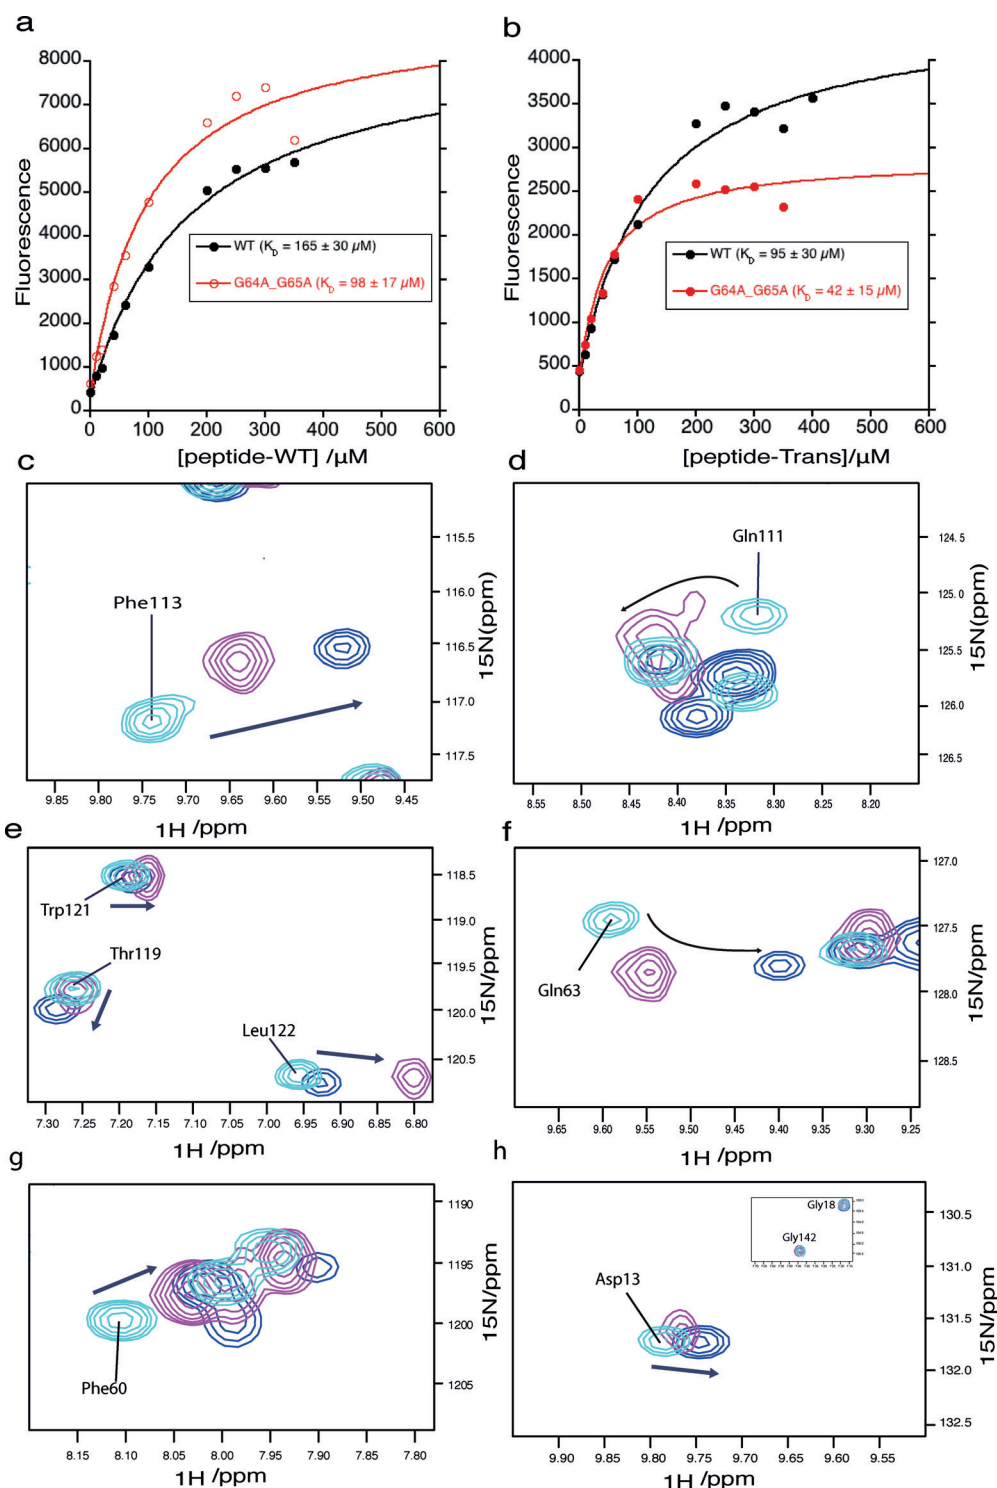 a
8000
7000
6000
5000
4000
3000
2000
1000
0
Fluorescence
WT (K_D = 165 ± 30 µM)
G64A_G65A (K_D = 98 ± 17 µM)
0 100 200 300 400 500 600
[peptide-WT] /µM
b
4000
3500
3000
2500
2000
1500
1000
500
0
Fluorescence
WT (K_D = 95 ± 30 µM)
G64A_G65A (K_D = 42 ± 15 µM)
0 100 200 300 400 500 600
[peptide-Trans]/µM
c
Phe113
115.5
116.0
116.5
117.0
117.5
15N(ppm)
9.85 9.80 9.75 9.70 9.65 9.60 9.55 9.50 9.45
1H /ppm
d
Gln111
124.5
125.0
125.5
126.0
126.5
15N(ppm)
8.55 8.50 8.45 8.40 8.35 8.30 8.25 8.20
1H /ppm
e
Trp121
Thr119
Leu122
118.5
119.0
119.5
120.0
120.5
15N/ppm
7.30 7.25 7.20 7.15 7.10 7.05 7.00 6.95 6.90 6.80
1H /ppm
f
Gln63
127.0
127.5
128.0
128.5
15N/ppm
9.65 9.60 9.55 9.50 9.45 9.40 9.35 9.30 9.25
1H /ppm
g
Phe60
1190
1195
1200
1205
15N/ppm
8.15 8.10 8.05 8.00 7.95 7.90 7.85 7.80
1H /ppm
h
Gly18
Gly142
Asp13
130.5
131.0
131.5
132.0
132.5
15N/ppm
9.90 9.80 9.75 9.70 9.65 9.60 9.55
1H /ppm